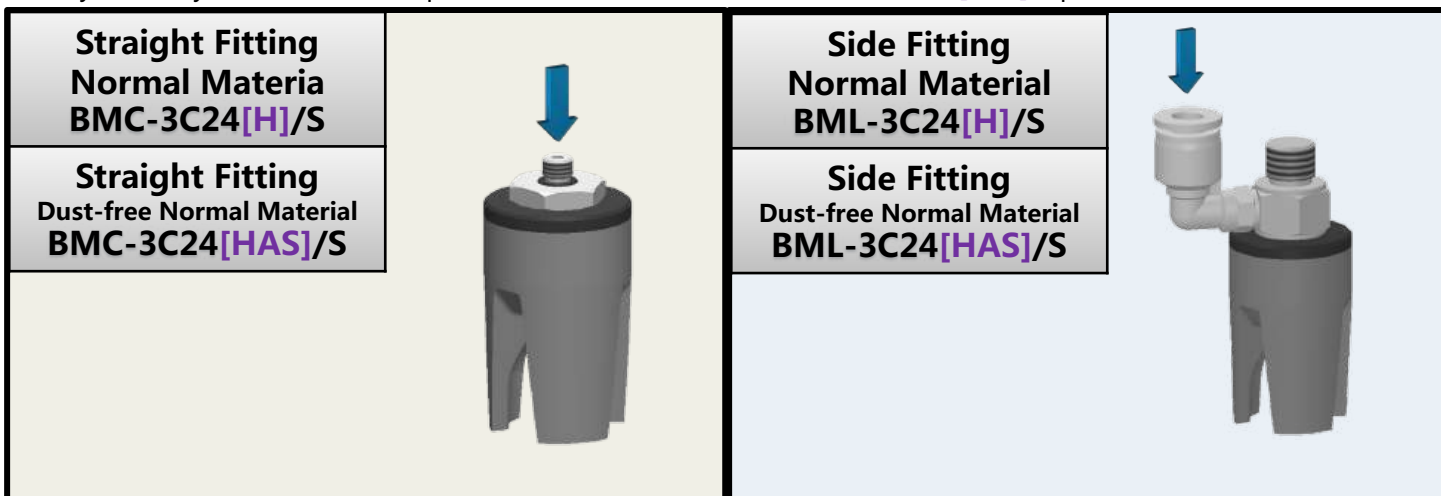 Straight Fitting
Normal Materia
BMC-3C24[H]/S
Straight Fitting
Dust-free Normal Material
BMC-3C24[HAS]/S
Side Fitting
Normal Material
BML-3C24[H]/S
Side Fitting
Dust-free Normal Material
BML-3C24[HAS]/S